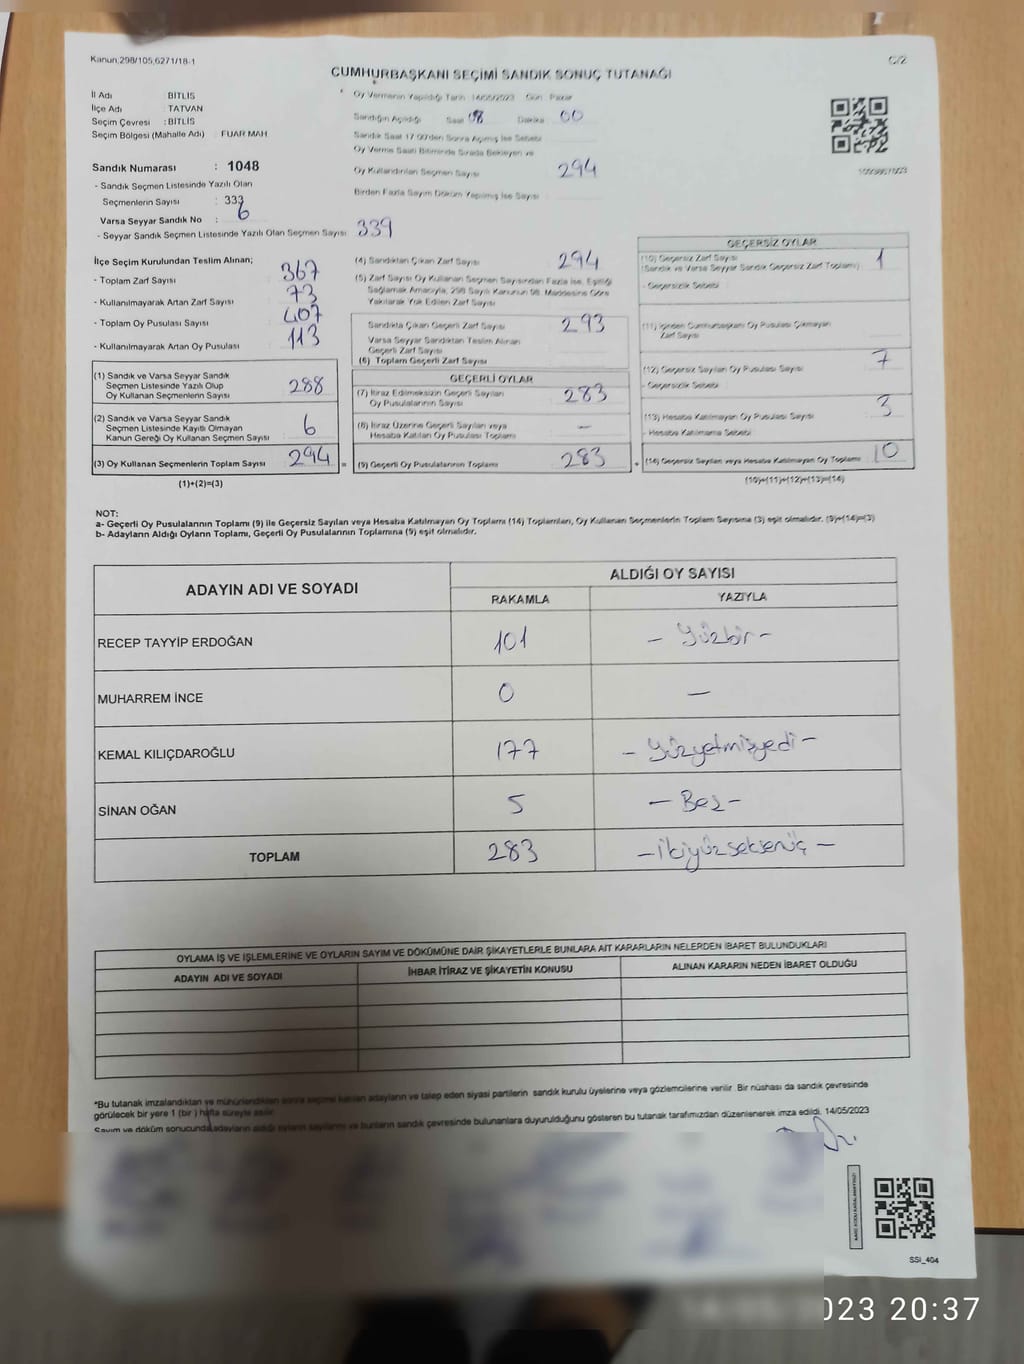 Kanun,298/105,6271/18-1
C/2
CUMHURBAŞKANI SEÇİMİ SANDIK SONUÇ TUTANAĞI
İl Adı : BİTLİS
İlçe Adı : TATVAN
Seçim Çevresi : BİTLİS
Seçim Bölgesi (Mahalle Adı) : FUAR MAH
Oy Vermenin Yapıldığı Tarih 14/05/2023 Gün Pazar
Sandığın Açıldığı Saat 08 Dakika 00
Sandık Saat 17:00'den Sonra Açılmış İse Sebebi
Oy Verme Saati Bitiminde Sırada Bekleyen ve
Oy Kullandırılan Seçmen Sayısı 294
Birden Fazla Sayım Döküm Yapılmış İse Sayısı
Sandık Numarası : 1048
- Sandık Seçmen Listesinde Yazılı Olan
Seçmenlerin Sayısı : 333
Varsa Seyyar Sandık No : 6
- Seyyar Sandık Seçmen Listesinde Yazılı Olan Seçmen Sayısı 339
İlçe Seçim Kurulundan Teslim Alınan;
- Toplam Zarf Sayısı 367
- Kullanılmayarak Artan Zarf Sayısı 73
- Toplam Oy Pusulası Sayısı 407
- Kullanılmayarak Artan Oy Pusulası 113
(1) Sandık ve Varsa Seyyar Sandık
Seçmen Listesinde Yazılı Olup
Oy Kullanan Seçmenlerin Sayısı 288
(2) Sandık ve Varsa Seyyar Sandık
Seçmen Listesinde Kayıtlı Olmayan
Kanun Gereği Oy Kullanan Seçmen Sayısı 6
(3) Oy Kullanan Seçmenlerin Toplam Sayısı 294 =
(1)+(2)=(3)
(4) Sandıktan Çıkan Zarf Sayısı 294
(5) Zarf Sayısı Oy Kullanan Seçmen Sayısından Fazla İse, Eşitliği
Sağlamak Amacıyla, 298 Sayılı Kanunun 98. Maddesine Göre
Yakılarak Yok Edilen Zarf Sayısı
Sandıkta Çıkan Geçerli Zarf Sayısı 293
Varsa Seyyar Sandıktan Teslim Alınan
Geçerli Zarf Sayısı
(6) Toplam Geçerli Zarf Sayısı
GEÇERLİ OYLAR
(7) İtiraz Edilmeksizin Geçerli Sayılan
Oy Pusulalarının Sayısı 283
(8) İtiraz Üzerine Geçerli Sayılan veya
Hesaba Katılan Oy Pusulası Toplamı —
(9) Geçerli Oy Pusulalarının Toplamı 283 +
GEÇERSİZ OYLAR
(10) Geçersiz Zarf Sayısı 1
(Sandık ve Varsa Seyyar Sandık Geçersiz Zarf Toplamı)
- Geçersizlik Sebebi
(11) İçinden Cumhurbaşkanı Oy Pusulası Çıkmayan
Zarf Sayısı
(12) Geçersiz Sayılan Oy Pusulası Sayısı 7
- Geçersizlik Sebebi
(13) Hesaba Katılmayan Oy Pusulası Sayısı 3
- Hesaba Katılmama Sebebi
(14) Geçersiz Sayılan veya Hesaba Katılmayan Oy Toplamı 10
(10)+(11)+(12)+(13)=(14)
NOT:
a- Geçerli Oy Pusulalarının Toplamı (9) ile Geçersiz Sayılan veya Hesaba Katılmayan Oy Toplamı (14) Toplamları, Oy Kullanan Seçmenlerin Toplam Sayısına (3) eşit olmalıdır. (9)+(14)=(3)
b- Adayların Aldığı Oyların Toplamı, Geçerli Oy Pusulalarının Toplamına (9) eşit olmalıdır.
ADAYIN ADI VE SOYADI
ALDIĞI OY SAYISI
RAKAMLA YAZIYLA
RECEP TAYYİP ERDOĞAN 101 - Yüzbir -
MUHARREM İNCE 0 —
KEMAL KILIÇDAROĞLU 177 - Yüzyetmişyedi -
SİNAN OĞAN 5 - Beş -
TOPLAM 283 - İkiyüzseksenüç -
OYLAMA İŞ VE İŞLEMLERİNE VE OYLARIN SAYIM VE DÖKÜMÜNE DAİR ŞİKAYETLERLE BUNLARA AİT KARARLARIN NELERDEN İBARET BULUNDUKLARI
ADAYIN ADI VE SOYADI İHBAR İTİRAZ VE ŞİKAYETİN KONUSU ALINAN KARARIN NEDEN İBARET OLDUĞU
*Bu tutanak imzalandıktan ve mühürlendikten sonra seçime katılan adayların ve talep eden siyasi partilerin sandık kurulu üyelerine veya gözlemcilerine verilir. Bir nüshası da sandık çevresinde
görülecek bir yere 1 (bir) hafta süreyle asılır.
Sayım ve döküm sonucunda adayların aldığı oyların sayılarını ve bunların sandık çevresinde bulunanlara duyurulduğunu gösteren bu tutanak tarafımızdan düzenlenerek imza edildi. 14/05/2023
SSI_404
023 20:37